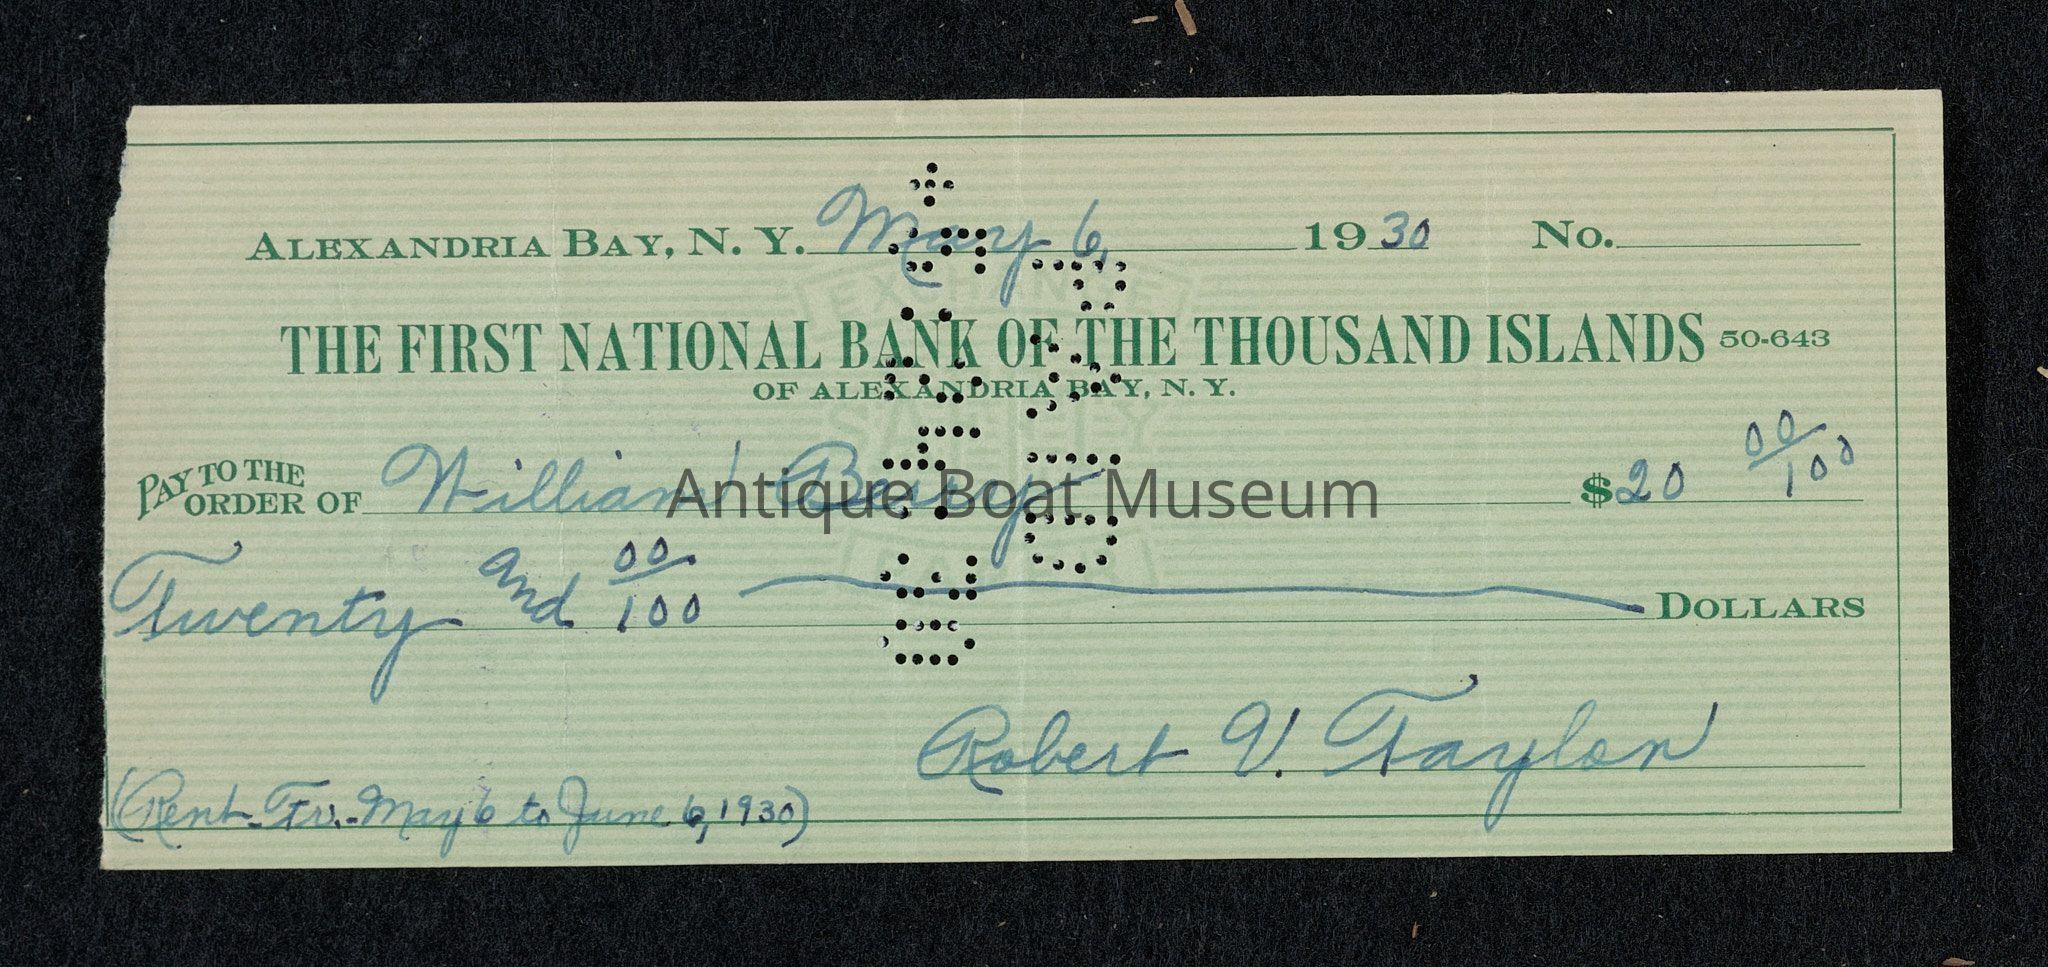 ALEXANDRIA BAY, N. Y. May 6, 1930 No.
THE FIRST NATIONAL BANK OF THE THOUSAND ISLANDS 50-643
OF ALEXANDRIA BAY, N. Y.
PAY TO THE ORDER OF William $20 00/100
Antique Boat Museum
Twenty and 00/100 DOLLARS
Robert V. Taylor
(Rent-Fr.-May 6 to June 6, 1930)